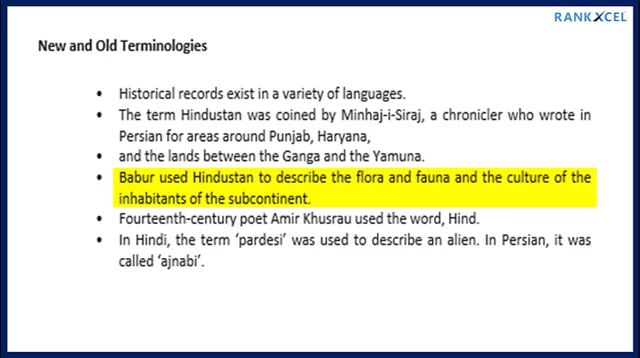 RANKXCEL
New and Old Terminologies
• Historical records exist in a variety of languages.
• The term Hindustan was coined by Minhaj-i-Siraj, a chronicler who wrote in
Persian for areas around Punjab, Haryana,
• and the lands between the Ganga and the Yamuna.
• Babur used Hindustan to describe the flora and fauna and the culture of the
inhabitants of the subcontinent.
• Fourteenth-century poet Amir Khusrau used the word, Hind.
• In Hindi, the term ‘pardesi’ was used to describe an alien. In Persian, it was
called ‘ajnabi’.